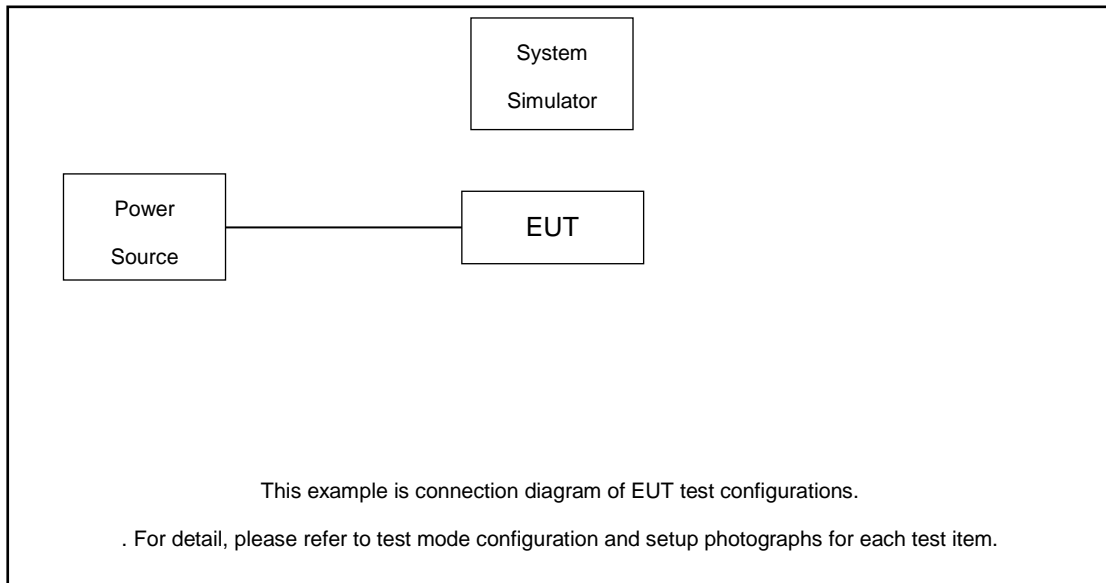 System
Simulator
Power
Source
EUT
This example is connection diagram of EUT test configurations.
. For detail, please refer to test mode configuration and setup photographs for each test item.